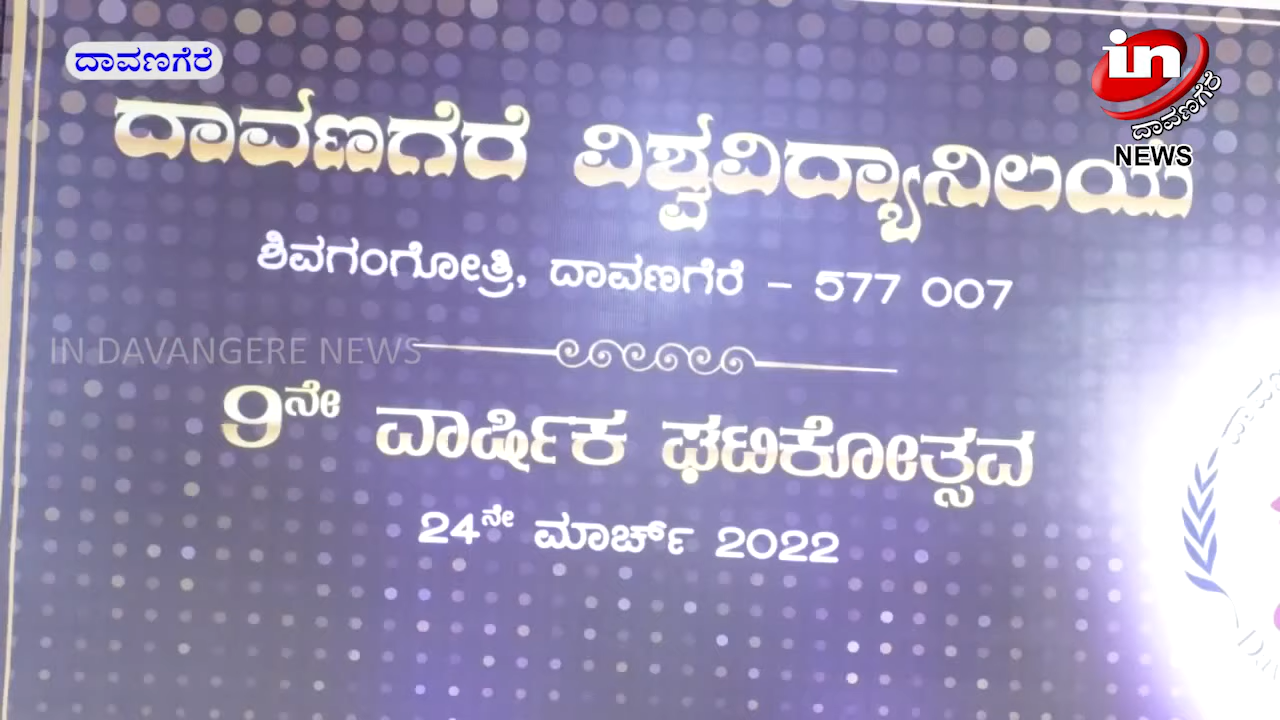 ದಾವಣಗೆರೆ
in
ದಾವಣಗೆರೆ
NEWS
ದಾವಣಗೆರೆ ವಿಶ್ವವಿದ್ಯಾನಿಲಯ
ಶಿವಗಂಗೋತ್ರಿ, ದಾವಣಗೆರೆ – 577 007
IN DAVANGERE NEWS
9ನೇ ವಾರ್ಷಿಕ ಘಟಿಕೋತ್ಸವ
24ನೇ ಮಾರ್ಚ್ 2022